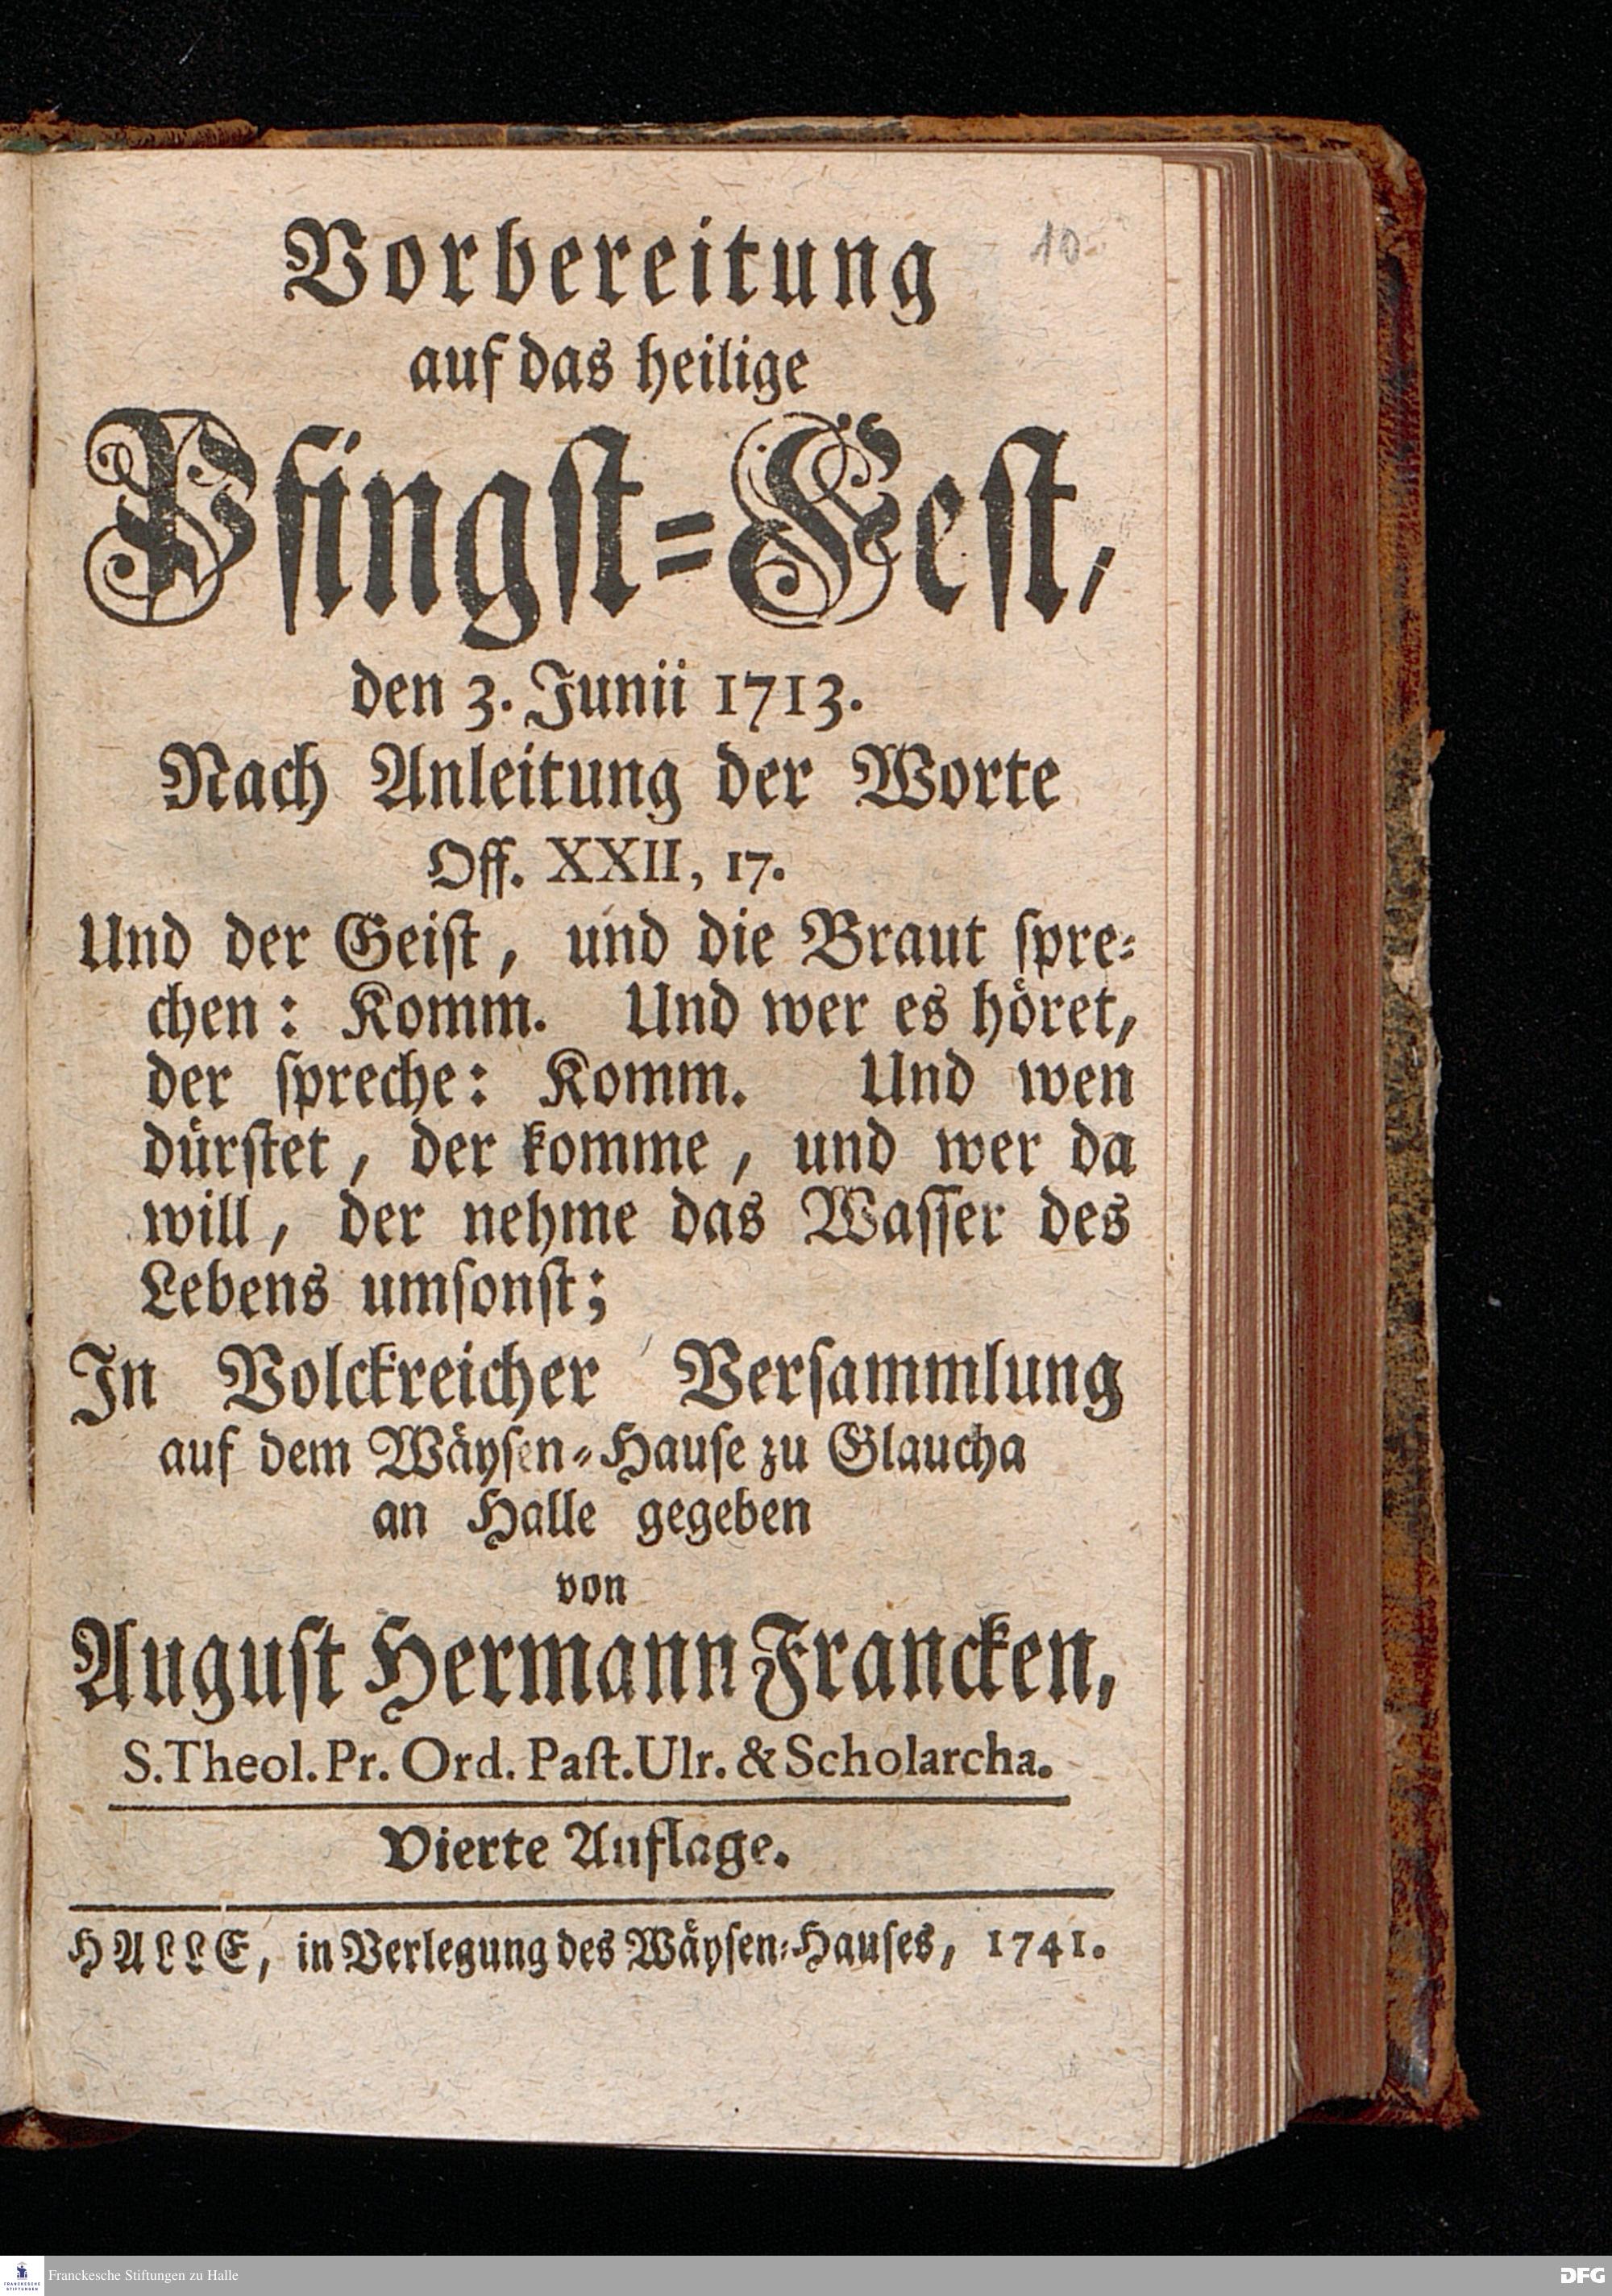 Vorbereitung
10
auf das heilige
Pfingst=Fest,
den 3. Junii 1713.
Nach Anleitung der Worte
Off. XXII, 17.
Und der Geist, und die Braut spre=
chen: Komm. Und wer es höret,
der spreche: Komm. Und wen
dürstet, der komme, und wer da
will, der nehme das Wasser des
Lebens umsonst;
In Volckreicher Versammlung
auf dem Wäysen=Hause zu Glaucha
an Halle gegeben
von
August Hermann Francken,
S. Theol. Pr. Ord. Past. Ulr. & Scholarcha.
Vierte Auflage.
HALLE, in Verlegung des Wäysen=Hauses, 1741.
FRANCKESCHE
STIFTUNGEN
Franckesche Stiftungen zu Halle
DFG